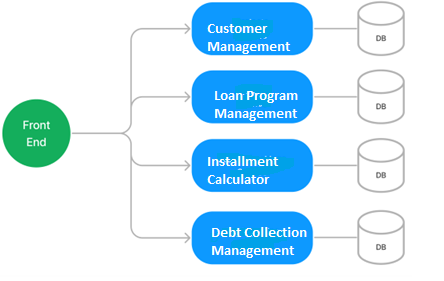 Customer
Management
DB
Loan Program
Management
DB
Front
End
Installment
Calculator
DB
Debt Collection
Management
DB